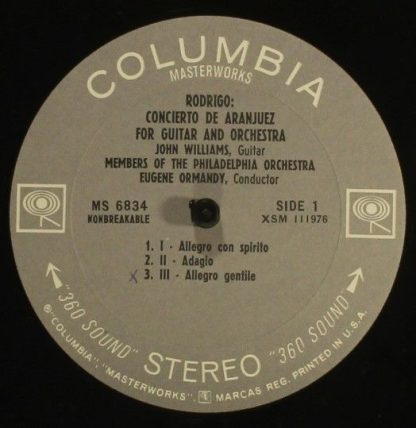 COLUMBIA
MASTERWORKS
RODRIGO:
CONCIERTO DE ARANJUEZ
FOR GUITAR AND ORCHESTRA
JOHN WILLIAMS, Guitar
MEMBERS OF THE PHILADELPHIA ORCHESTRA
EUGENE ORMANDY, Conductor
MS 6834
NONBREAKABLE
SIDE 1
XSM 111976
1. I - Allegro con spirito
2. II - Adagio
x 3. III - Allegro gentile
"360 SOUND" STEREO "360 SOUND"
℗"COLUMBIA", "MASTERWORKS", MARCAS REG. PRINTED IN U.S.A.